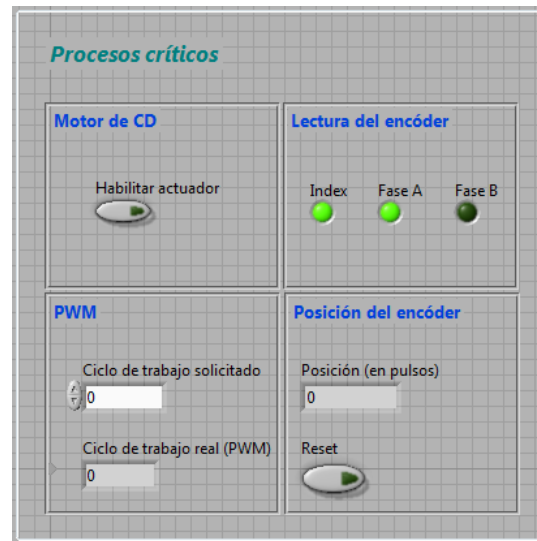 Procesos críticos
Motor de CD
Habilitar actuador
Lectura del encóder
Index Fase A Fase B
PWM
Ciclo de trabajo solicitado
0
Ciclo de trabajo real (PWM)
0
Posición del encóder
Posición (en pulsos)
0
Reset